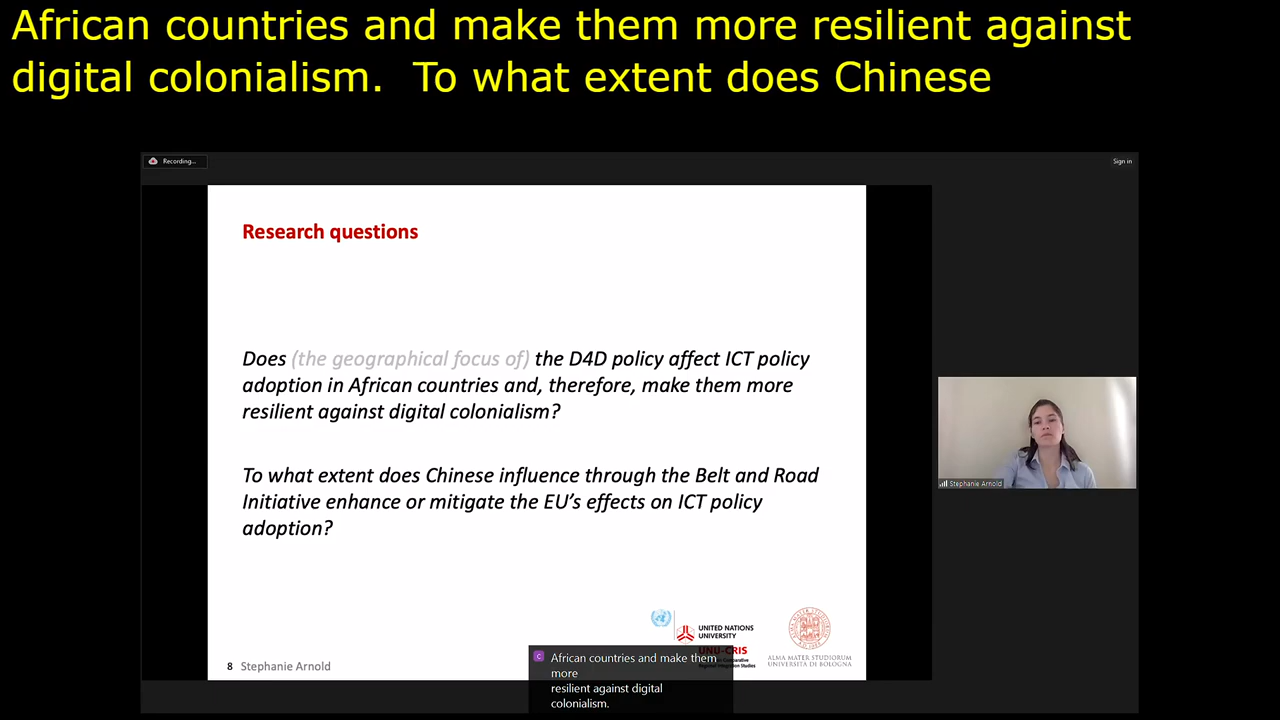 African countries and make them more resilient against
digital colonialism.  To what extent does Chinese
Recording...
Sign in
Research questions
Does (the geographical focus of) the D4D policy affect ICT policy
adoption in African countries and, therefore, make them more
resilient against digital colonialism?
To what extent does Chinese influence through the Belt and Road
Initiative enhance or mitigate the EU's effects on ICT policy
adoption?
Stephanie Arnold
UNITED NATIONS
UNIVERSITY
UNU-CRIS
ALMA MATER STUDIORUM
UNIVERSITÀ DI BOLOGNA
8 Stephanie Arnold
African countries and make them
more
resilient against digital
colonialism.